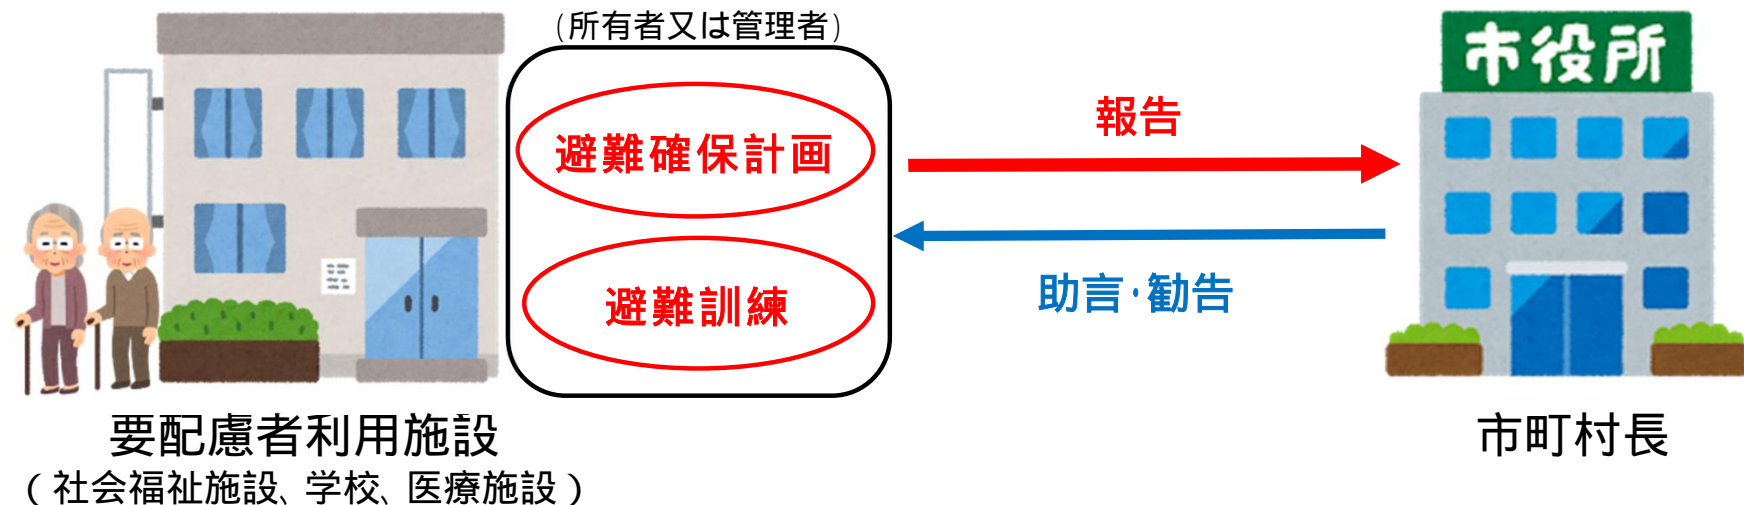 (所有者又は管理者)
市役所
避難確保計画
報告
避難訓練
助言・勧告
要配慮者利用施設
市町村長
（社会福祉施設、学校、医療施設）